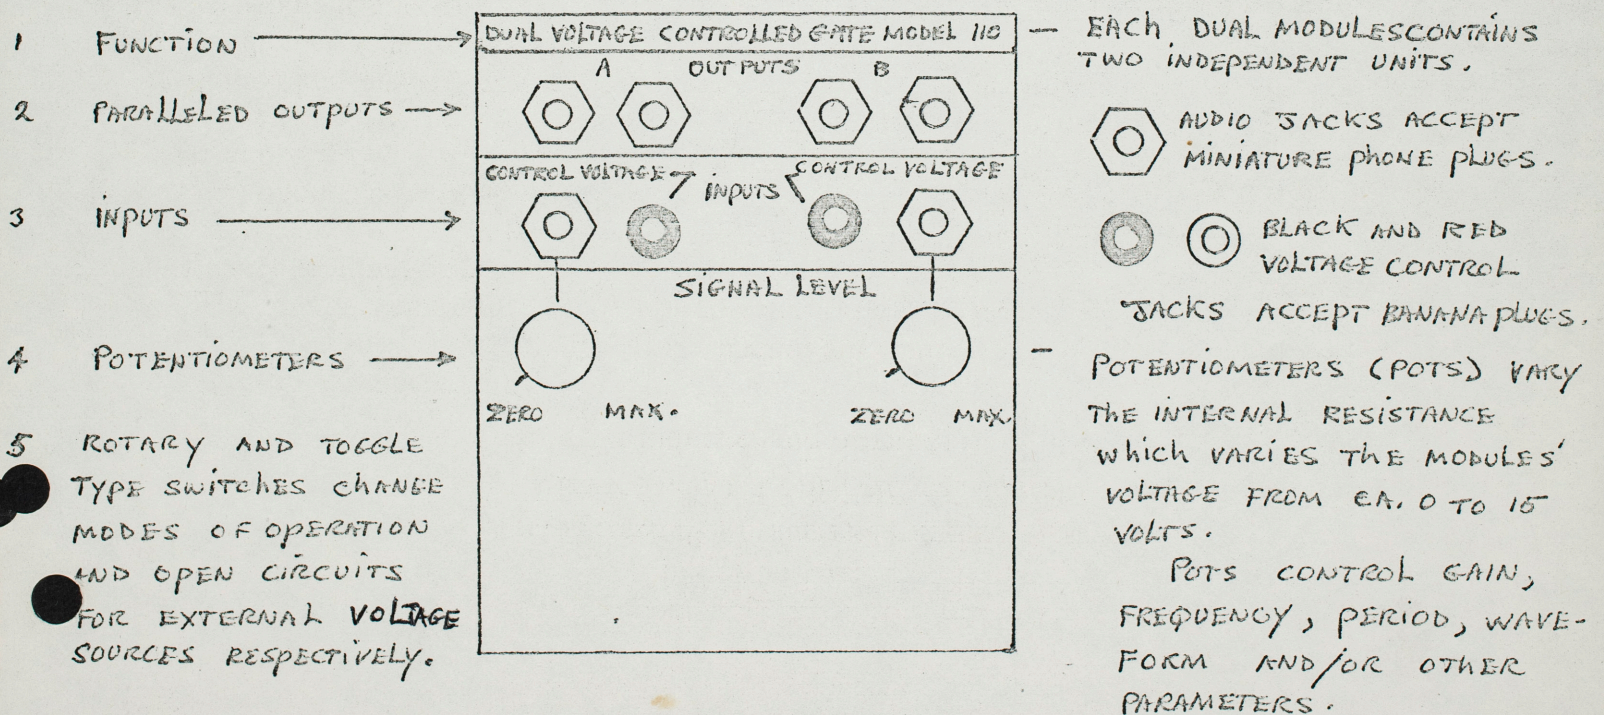 1 FUNCTION
2 PARALLELED OUTPUTS
3 INPUTS
4 POTENTIOMETERS
5 ROTARY AND TOGGLE
TYPE SWITCHES CHANGE
MODES OF OPERATION
AND OPEN CIRCUITS
FOR EXTERNAL VOLTAGE
SOURCES RESPECTIVELY.
DUAL VOLTAGE CONTROLLED GATE MODEL 110
A OUTPUTS B
CONTROL VOLTAGE INPUTS CONTROL VOLTAGE
SIGNAL LEVEL
ZERO MAX. ZERO MAX.
— EACH DUAL MODULESCONTAINS
TWO INDEPENDENT UNITS.
AUDIO JACKS ACCEPT
MINIATURE PHONE PLUGS.
BLACK AND RED
VOLTAGE CONTROL
JACKS ACCEPT BANANA PLUGS.
— POTENTIOMETERS (POTS) VARY
THE INTERNAL RESISTANCE
WHICH VARIES THE MODULES'
VOLTAGE FROM CA. 0 TO 15
VOLTS.
POTS CONTROL GAIN,
FREQUENCY, PERIOD, WAVE-
FORM AND/OR OTHER
PARAMETERS.